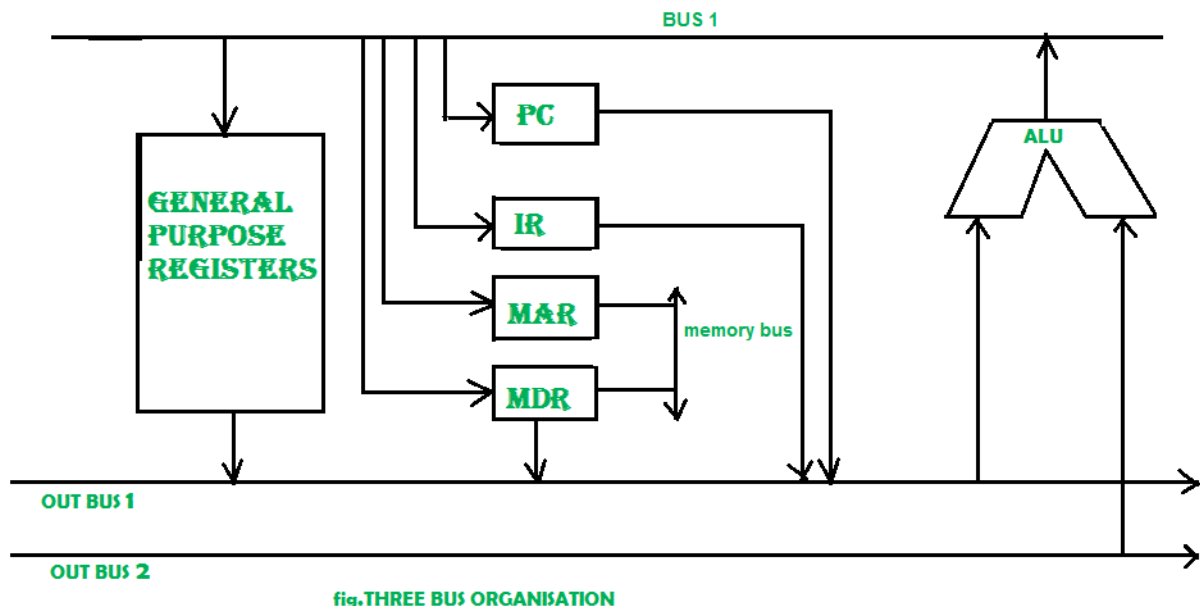 BUS 1
PC
ALU
GENERAL
PURPOSE
REGISTERS
IR
MAR
memory bus
MDR
OUT BUS 1
OUT BUS 2
fig.THREE BUS ORGANISATION